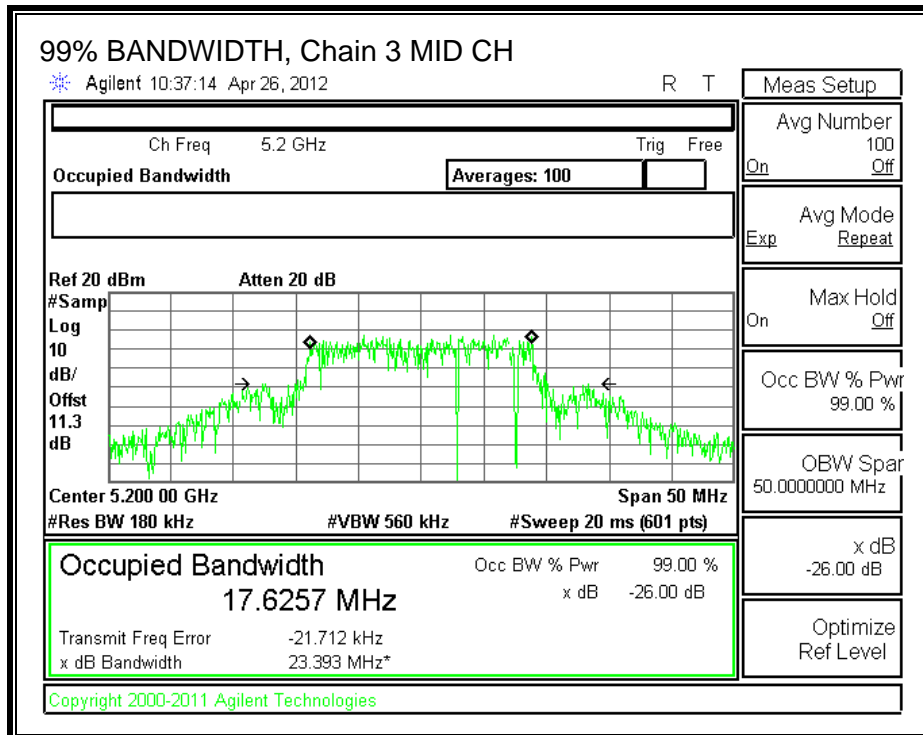 99% BANDWIDTH, Chain 3 MID CH
Agilent 10:37:14 Apr 26, 2012 R T
Meas Setup
Ch Freq 5.2 GHz Trig Free
Occupied Bandwidth Averages: 100
Ref 20 dBm Atten 20 dB
#Samp
Log
10
dB/
Offst
11.3
dB
Center 5.200 00 GHz Span 50 MHz
#Res BW 180 kHz #VBW 560 kHz #Sweep 20 ms (601 pts)
Occupied Bandwidth Occ BW % Pwr 99.00 %
17.6257 MHz x dB -26.00 dB
Transmit Freq Error -21.712 kHz
x dB Bandwidth 23.393 MHz*
Copyright 2000-2011 Agilent Technologies
Avg Number
100
On Off
Avg Mode
Exp Repeat
Max Hold
On Off
Occ BW % Pwr
99.00 %
OBW Span
50.0000000 MHz
x dB
-26.00 dB
Optimize
Ref Level